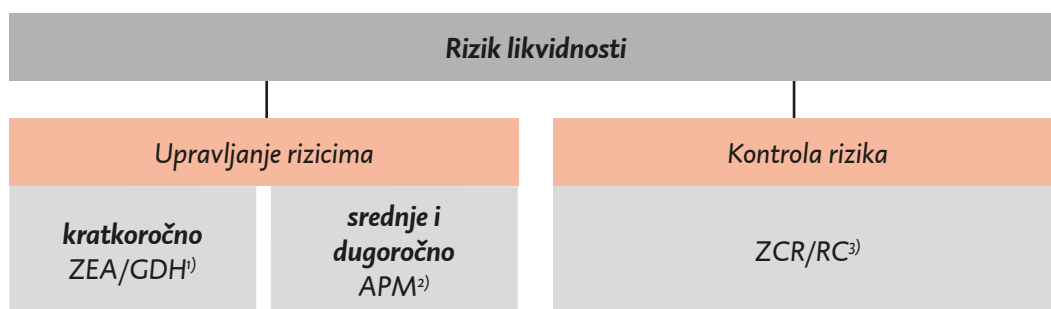 Rizik likvidnosti
Upravljanje rizicima
Kontrola rizika
kratkoročno
ZEA/GDH¹⁾
srednje i
dugoročno
APM²⁾
ZCR/RC³⁾